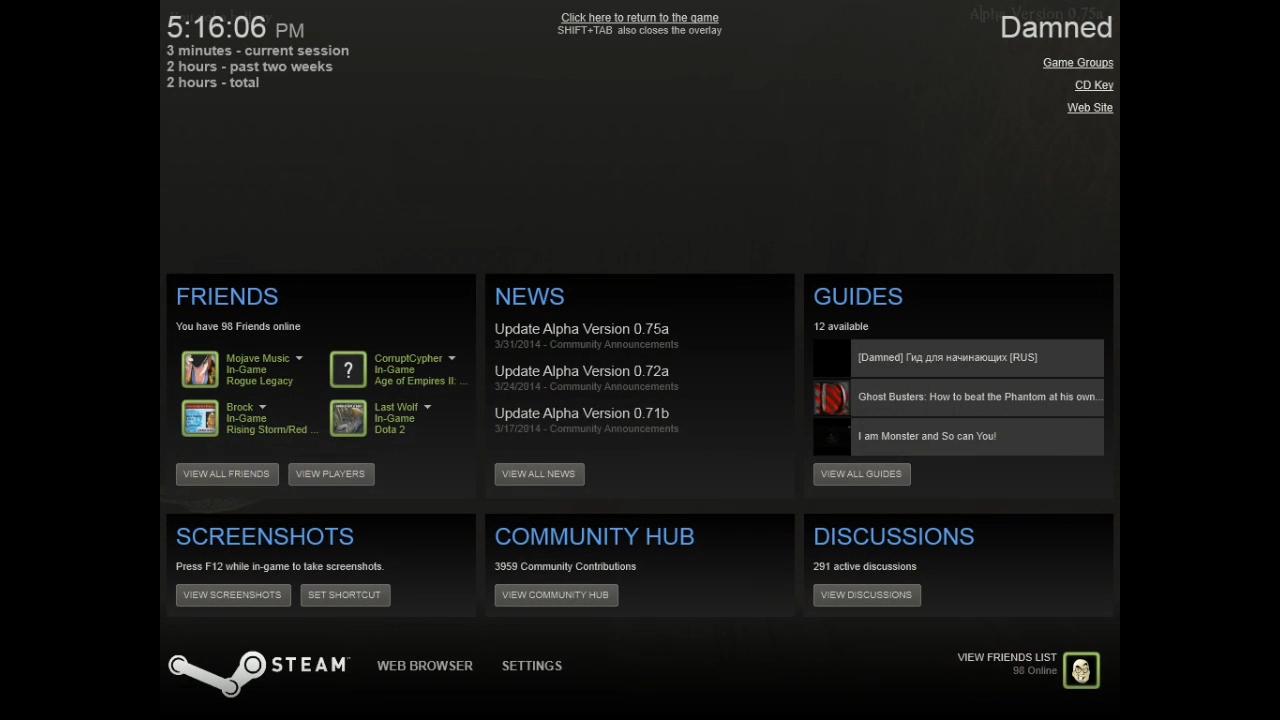 5:16:06 PM
3 minutes - current session
2 hours - past two weeks
2 hours - total
Click here to return to the game
SHIFT+TAB also closes the overlay
Alpha Version 0.75a
Damned
Game Groups
CD Key
Web Site
FRIENDS
You have 98 Friends online
Mojave Music
In-Game
Rogue Legacy
CorruptCypher
In-Game
Age of Empires II: ...
Brock
In-Game
Rising Storm/Red ...
Last Wolf
In-Game
Dota 2
VIEW ALL FRIENDS
VIEW PLAYERS
NEWS
Update Alpha Version 0.75a
3/31/2014 - Community Announcements
Update Alpha Version 0.72a
3/24/2014 - Community Announcements
Update Alpha Version 0.71b
3/17/2014 - Community Announcements
VIEW ALL NEWS
GUIDES
12 available
[Damned] Гид для начинающих [RUS]
Ghost Busters: How to beat the Phantom at his own...
I am Monster and So can You!
VIEW ALL GUIDES
SCREENSHOTS
Press F12 while in-game to take screenshots.
VIEW SCREENSHOTS
SET SHORTCUT
COMMUNITY HUB
3959 Community Contributions
VIEW COMMUNITY HUB
DISCUSSIONS
291 active discussions
VIEW DISCUSSIONS
STEAM
WEB BROWSER
SETTINGS
VIEW FRIENDS LIST
98 Online